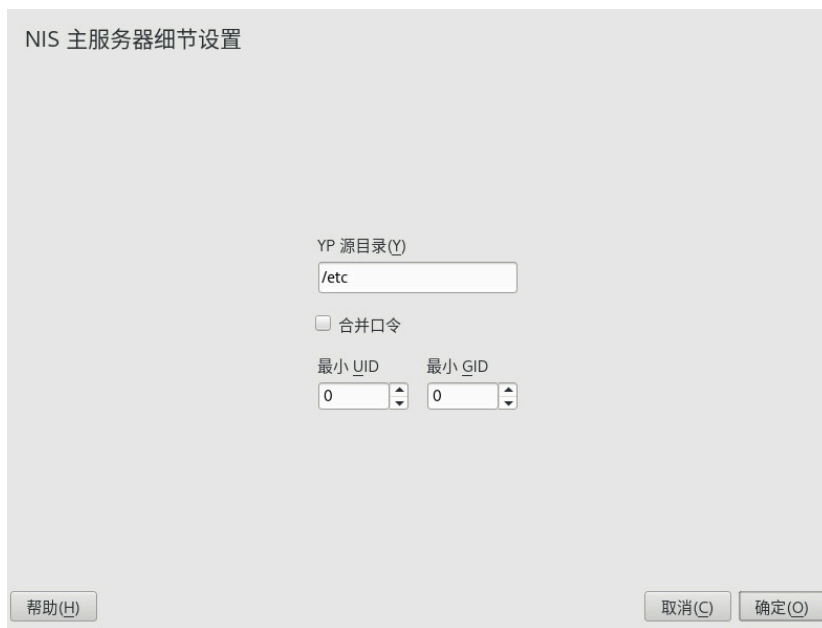 NIS 主服务器细节设置
YP 源目录(Y)
/etc
合并口令
最小 UID 最小 GID
0 0
帮助(H) 取消(C) 确定(O)